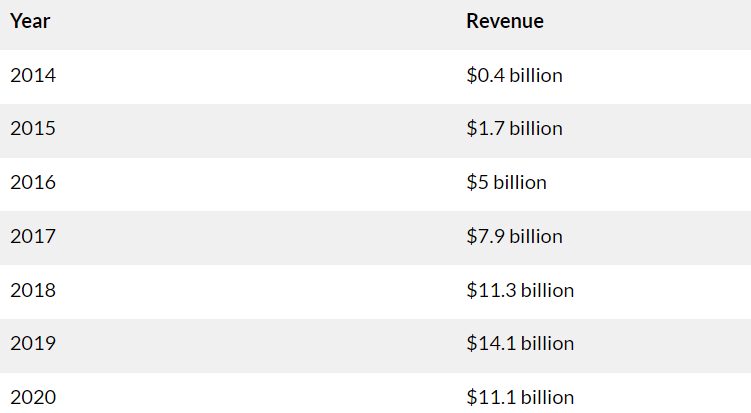 Year Revenue
2014 $0.4 billion
2015 $1.7 billion
2016 $5 billion
2017 $7.9 billion
2018 $11.3 billion
2019 $14.1 billion
2020 $11.1 billion